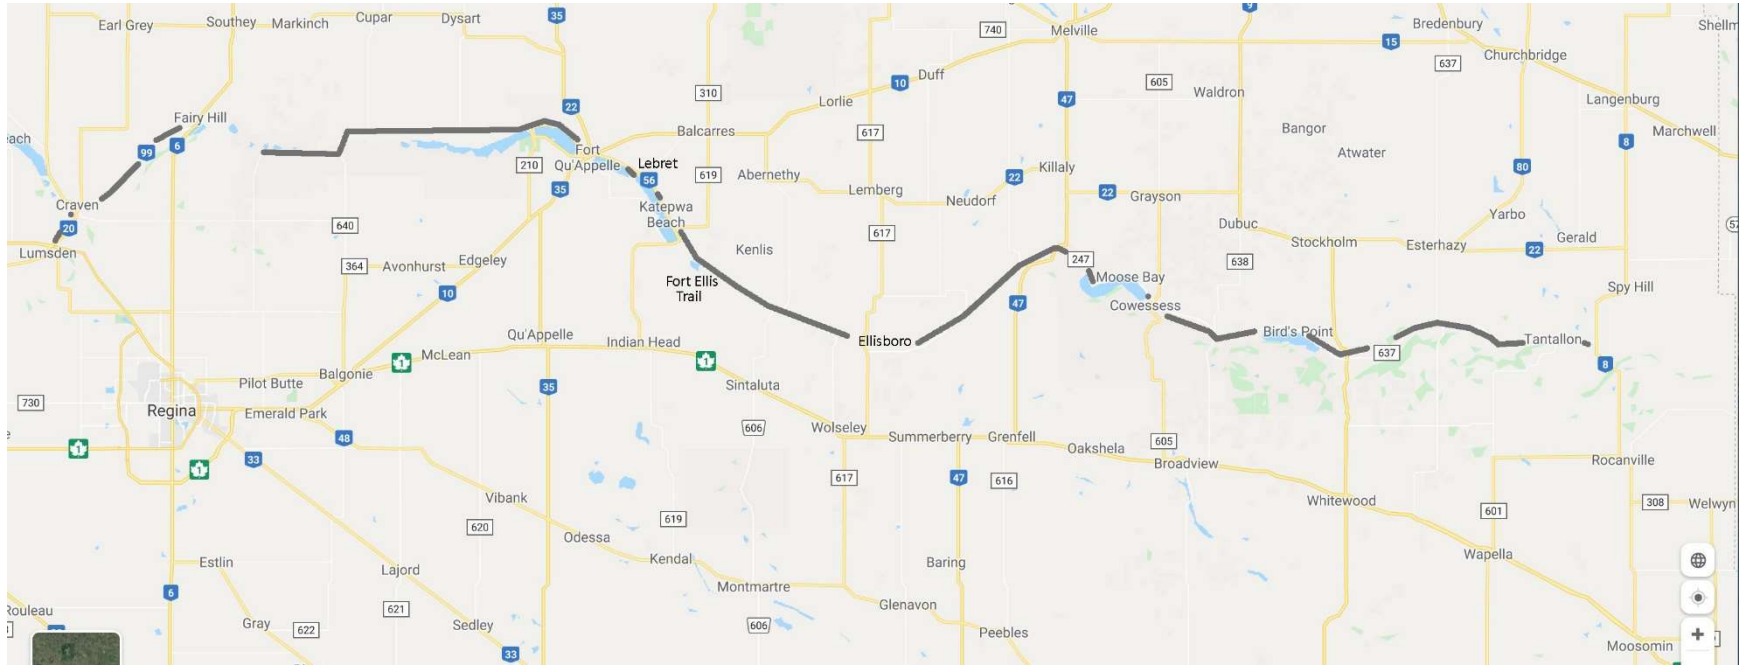 Earl Grey
Southey
Markinch
Cupar
Dysart
35
740
Melville
9
Bredenbury
Shellm
15
637
Churchbridge
10
Duff
310
Lorlie
22
47
605
Waldron
Langenburg
Fairy Hill
Balcarres
617
Bangor
Marchwell
each
99
6
Fort
Qu'Appelle
210
Lebret
56
619
Abernethy
Killaly
22
Atwater
8
80
35
Lemberg
Neudorf
22
Grayson
Craven
20
Katepwa
Beach
640
617
Dubuc
Yarbo
Lumsden
Kenlis
Stockholm
Esterhazy
22
Gerald
364
Avonhurst
Edgeley
247
638
Fort Ellis
Trail
Moose Bay
Spy Hill
10
47
Cowessess
Qu'Appelle
Indian Head
Ellisboro
Bird's Point
637
Tantallon
1
McLean
1
8
Balgonie
Pilot Butte
Sintaluta
35
730
Regina
Emerald Park
48
606
Wolseley
Summerberry
Grenfell
Oakshela
605
1
1
33
Broadview
Rocanville
617
47
616
Vibank
Whitewood
601
308
Welwyn
620
619
Odessa
Kendal
Wapella
Estlin
Lajord
Baring
6
Montmartre
621
Glenavon
Rouleau
Gray
622
Sedley
606
Peebles
33
Moosomin
+